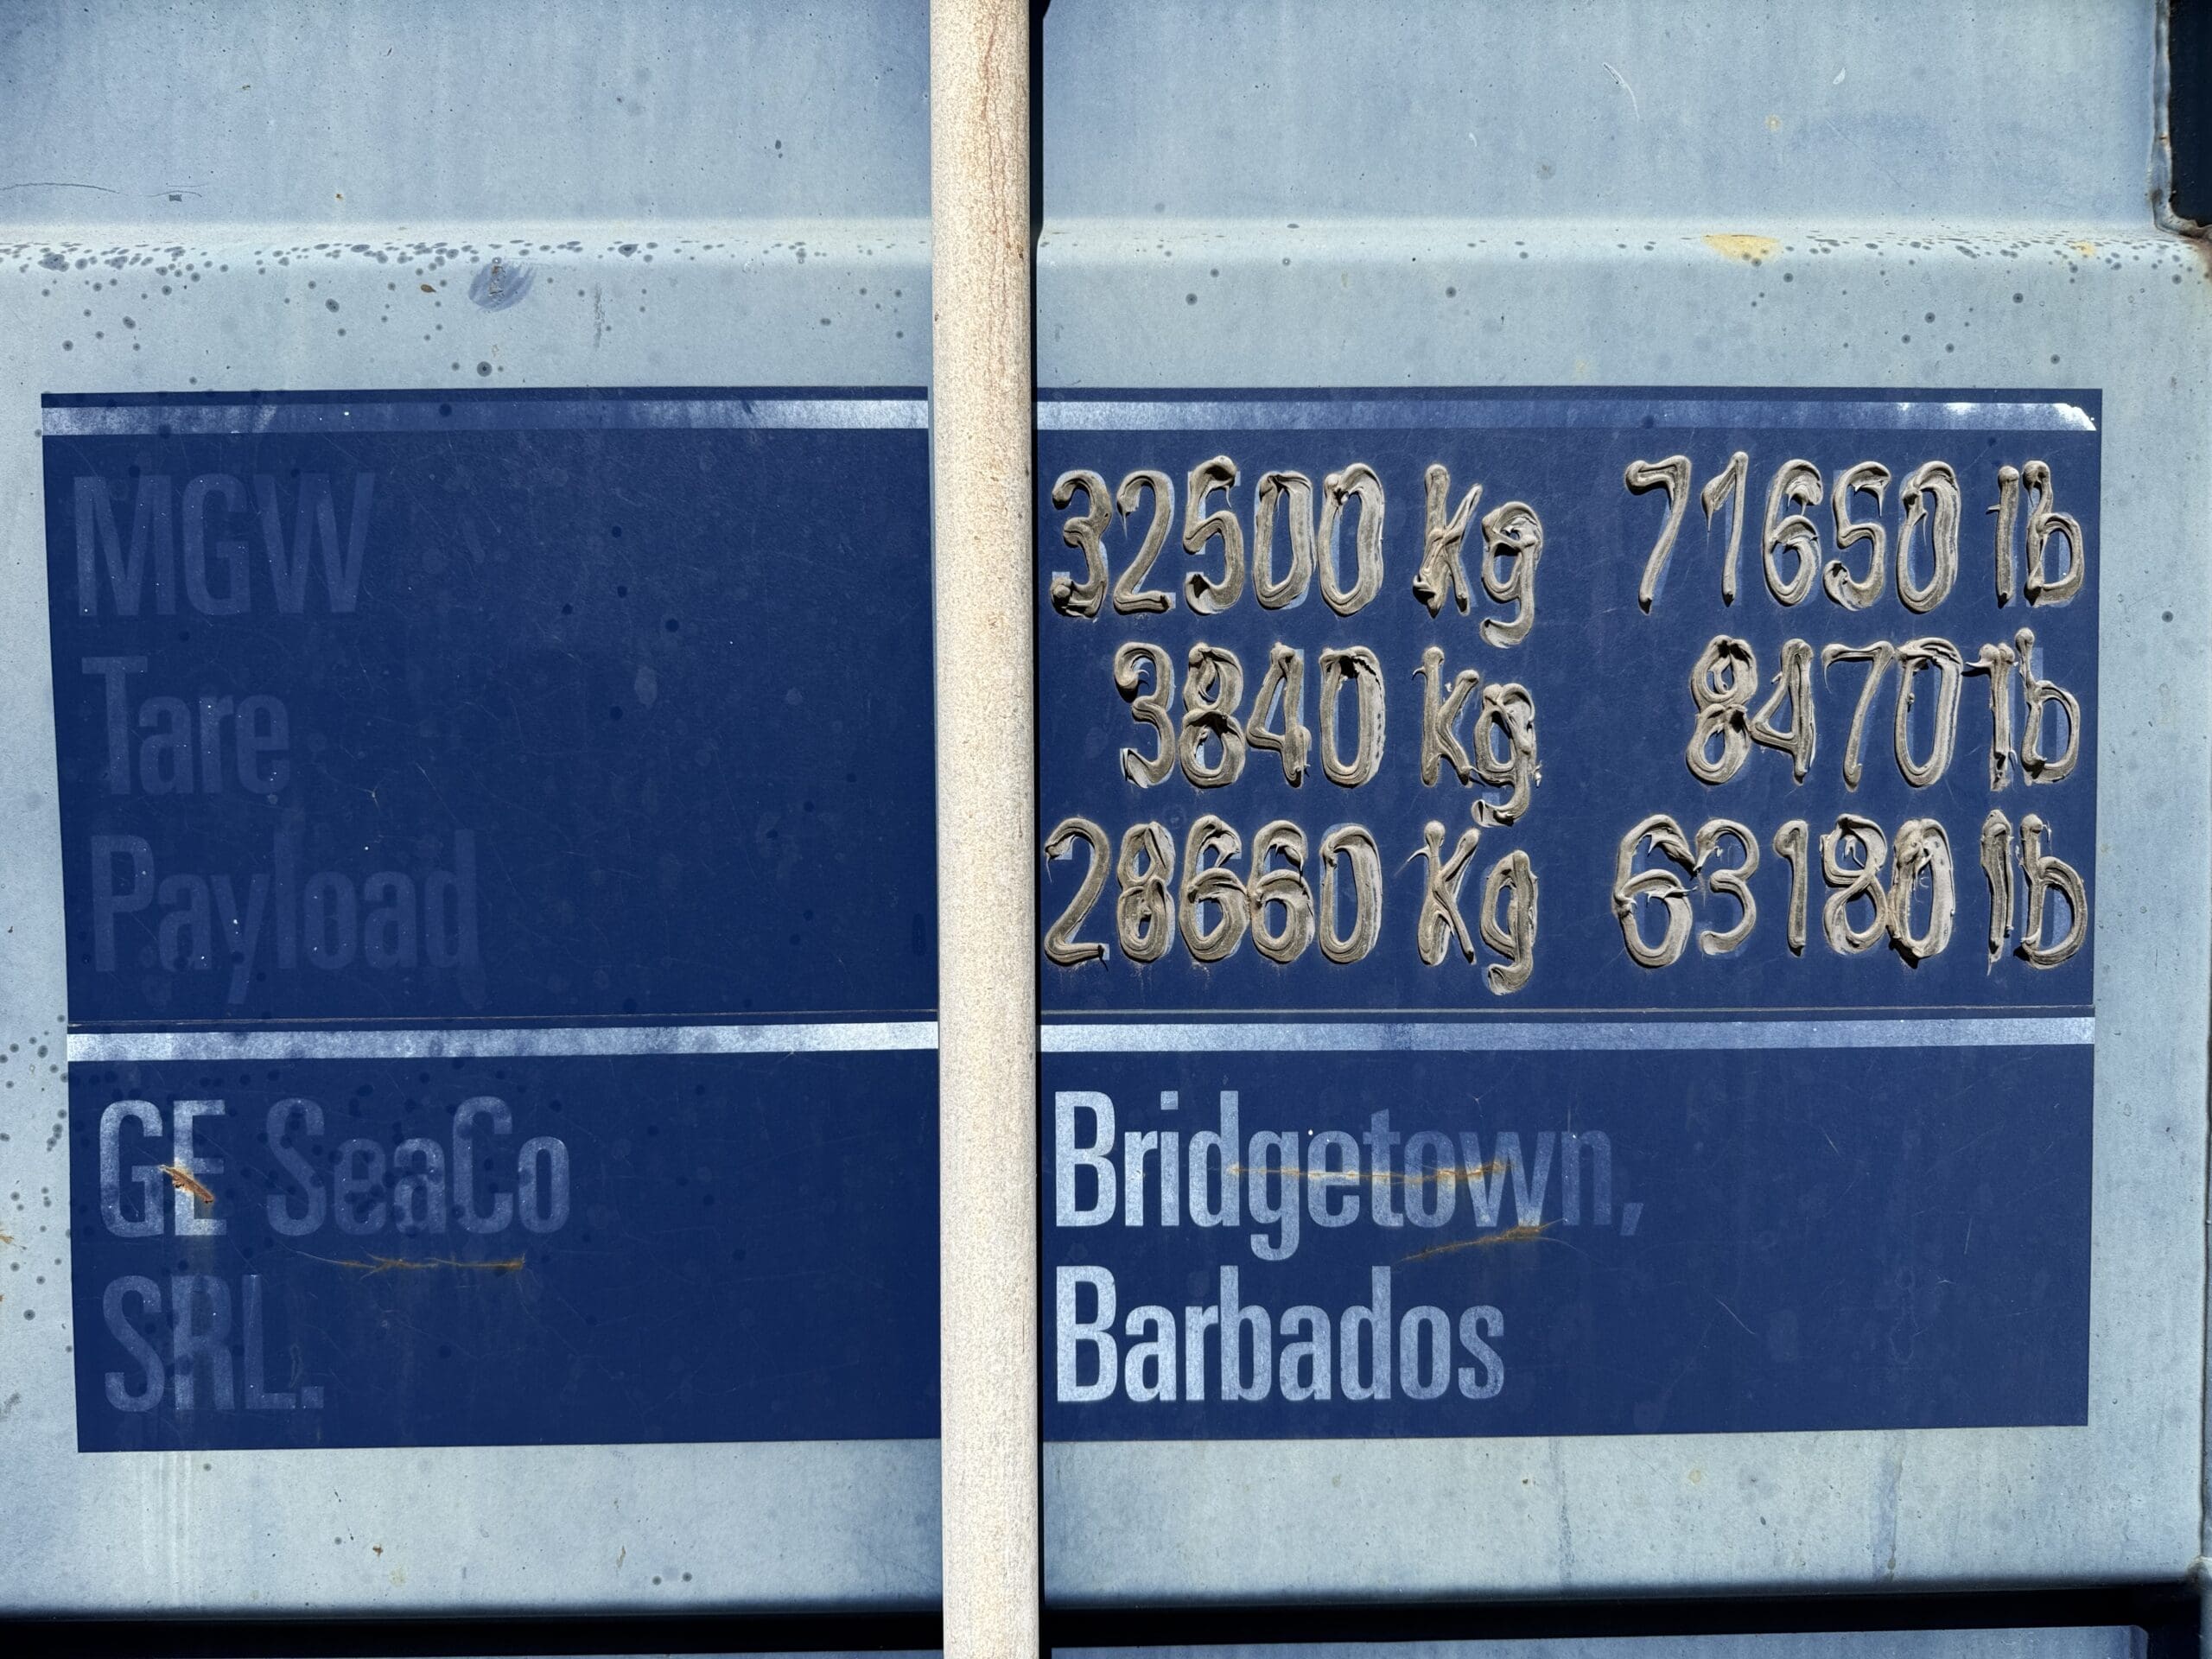 MGW 32500 kg 71650 lb
Tare 3840 kg 8470 lb
Payload 28660 Kg 63180 lb
GE SeaCo Bridgetown,
SRL. Barbados